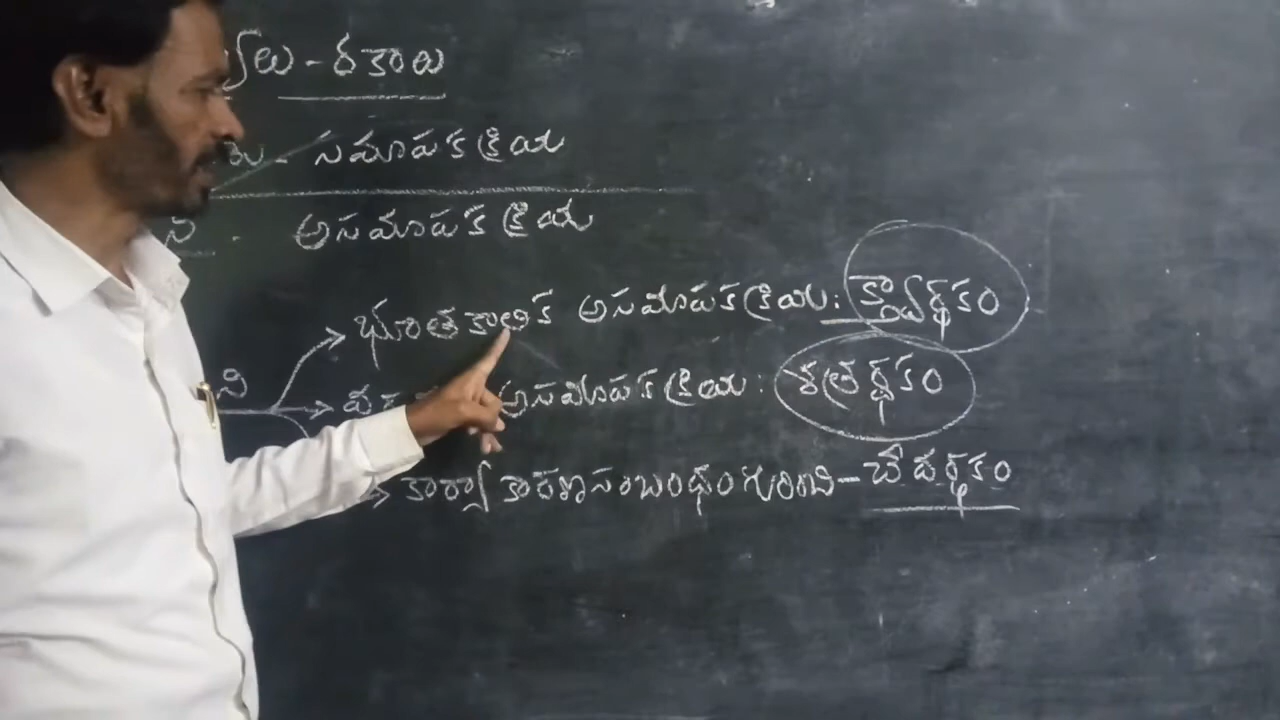 లు - రకాలు
- సమాపక క్రియ
ని - అసమాపక క్రియ
భూతకాలిక అసమాపక క్రియ: క్త్వార్థకం
ని
అసమాపక క్రియ: శత్రర్థకం
కార్య కారణ సంబంధం గురించి - చేదర్థకం